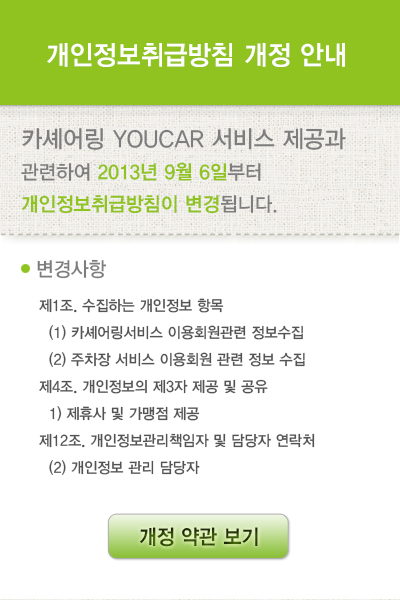 개인정보취급방침 개정 안내
카셰어링 YOUCAR 서비스 제공과
관련하여 2013년 9월 6일부터
개인정보취급방침이 변경됩니다.
변경사항
제1조. 수집하는 개인정보 항목
(1) 카셰어링서비스 이용회원관련 정보수집
(2) 주차장 서비스 이용회원 관련 정보 수집
제4조. 개인정보의 제3자 제공 및 공유
1) 제휴사 및 가맹점 제공
제12조. 개인정보관리책임자 및 담당자 연락처
(2) 개인정보 관리 담당자
개정 약관 보기